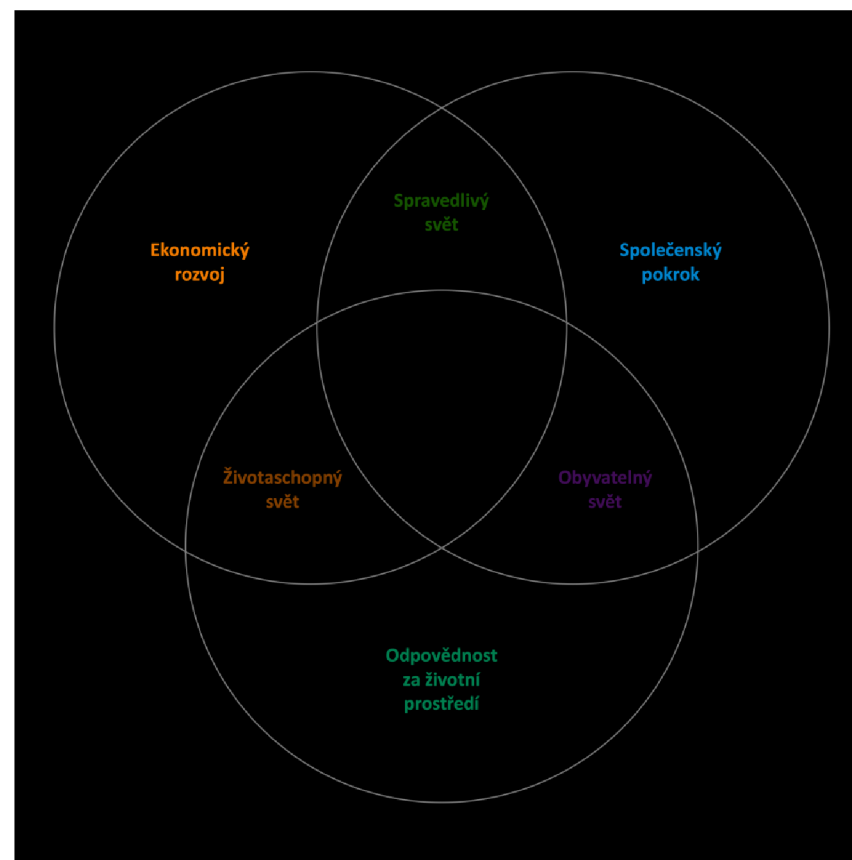 Spravedlivý
svět
Ekonomický
rozvoj
Společenský
pokrok
Životaschopný
svět
Obyvatelný
svět
Odpovědnost
za životní
prostředí